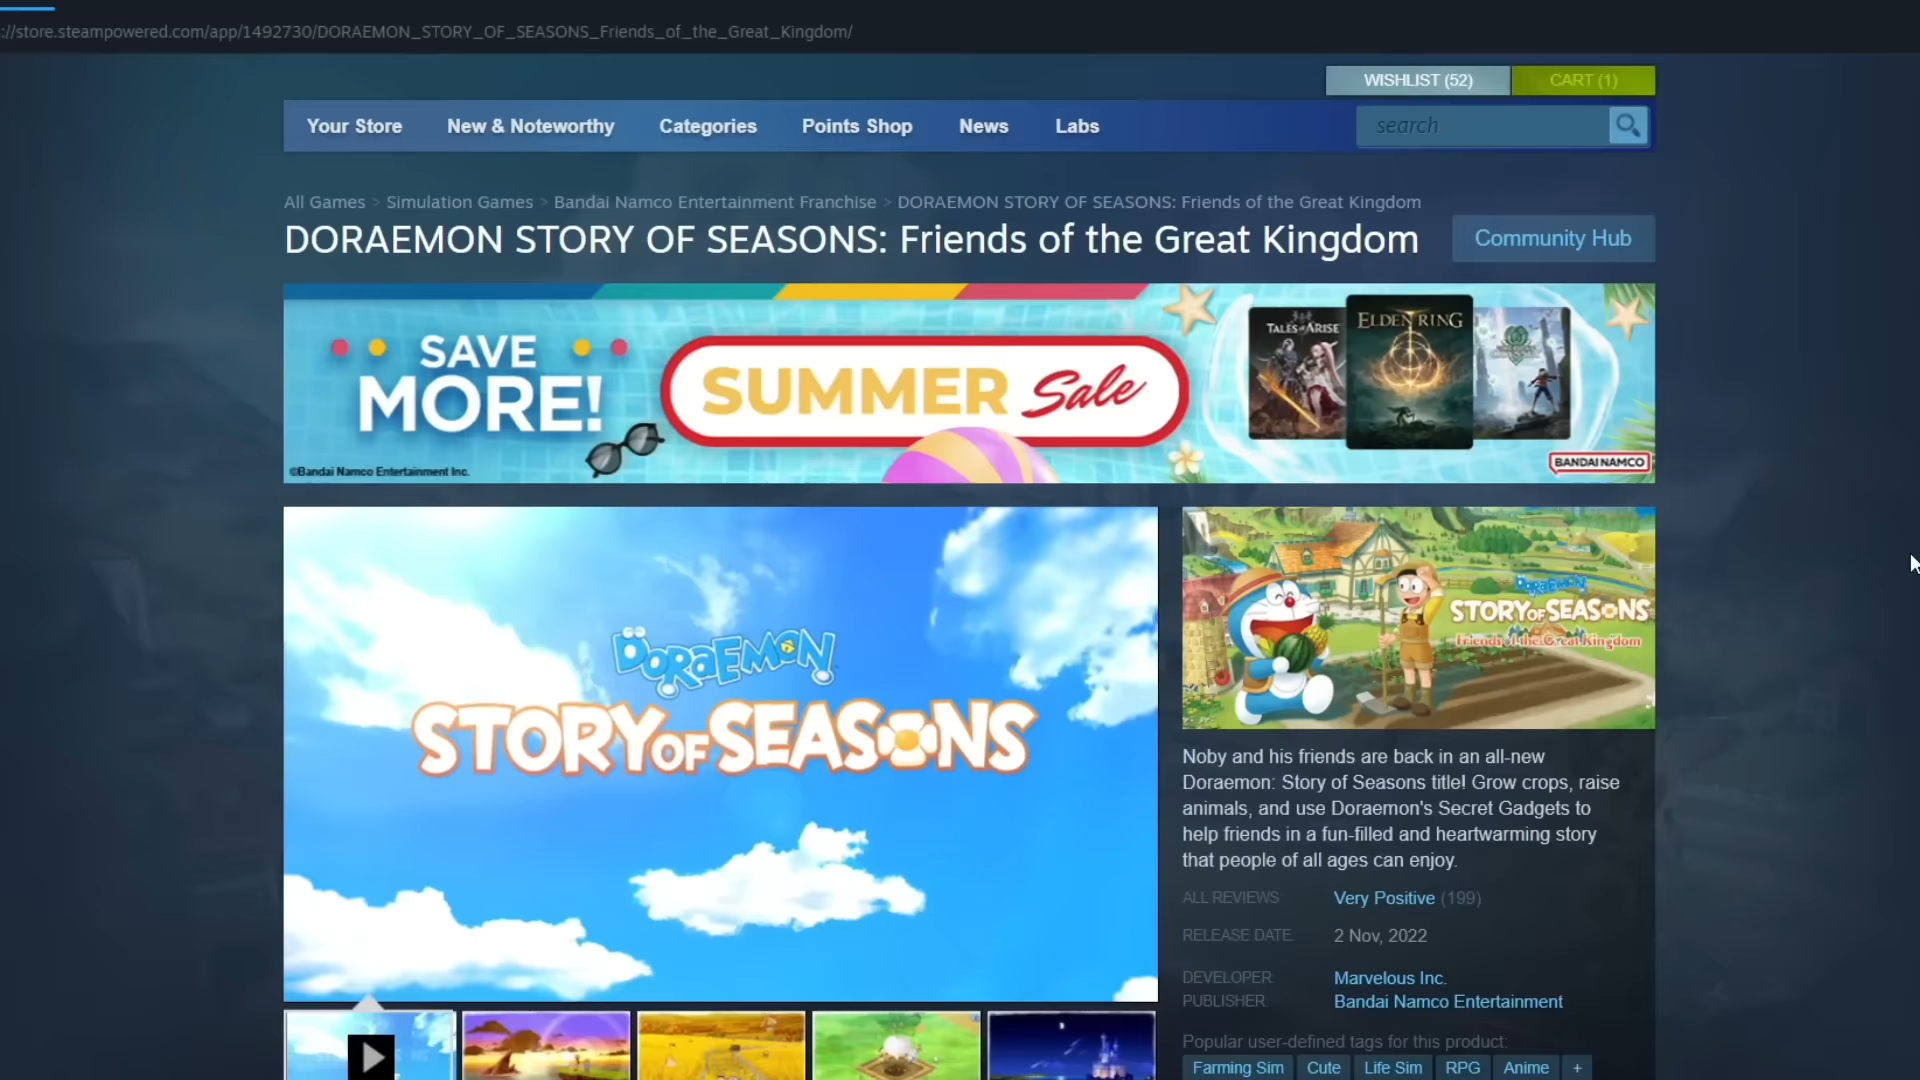 ://store.steampowered.com/app/1492730/DORAEMON_STORY_OF_SEASONS_Friends_of_the_Great_Kingdom/
WISHLIST (52)
CART (1)
Your Store
New & Noteworthy
Categories
Points Shop
News
Labs
search
All Games > Simulation Games > Bandai Namco Entertainment Franchise > DORAEMON STORY OF SEASONS: Friends of the Great Kingdom
DORAEMON STORY OF SEASONS: Friends of the Great Kingdom
Community Hub
SAVE
MORE!
SUMMER Sale
TALES of ARISE
ELDEN RING
©Bandai Namco Entertainment Inc.
BANDAI NAMCO
DORAEMON
STORY OF SEASONS
DORAEMON
STORY OF SEASONS
Friends of the Great Kingdom
Noby and his friends are back in an all-new
Doraemon: Story of Seasons title! Grow crops, raise
animals, and use Doraemon's Secret Gadgets to
help friends in a fun-filled and heartwarming story
that people of all ages can enjoy.
ALL REVIEWS: Very Positive (199)
RELEASE DATE: 2 Nov, 2022
DEVELOPER: Marvelous Inc.
PUBLISHER: Bandai Namco Entertainment
Popular user-defined tags for this product:
Farming Sim
Cute
Life Sim
RPG
Anime
+